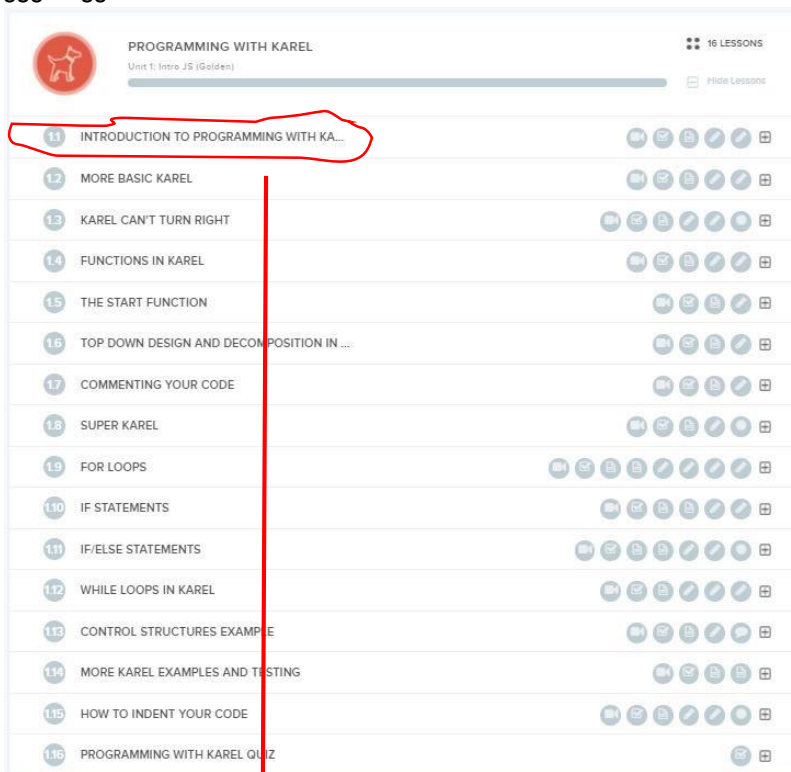 PROGRAMMING WITH KAREL
16 LESSONS
Unit 1: Intro JS (Golden)
Hide Lessons
1.1 INTRODUCTION TO PROGRAMMING WITH KA...
1.2 MORE BASIC KAREL
1.3 KAREL CAN'T TURN RIGHT
1.4 FUNCTIONS IN KAREL
1.5 THE START FUNCTION
1.6 TOP DOWN DESIGN AND DECOMPOSITION IN ...
1.7 COMMENTING YOUR CODE
1.8 SUPER KAREL
1.9 FOR LOOPS
1.10 IF STATEMENTS
1.11 IF/ELSE STATEMENTS
1.12 WHILE LOOPS IN KAREL
1.13 CONTROL STRUCTURES EXAMPLE
1.14 MORE KAREL EXAMPLES AND TESTING
1.15 HOW TO INDENT YOUR CODE
1.16 PROGRAMMING WITH KAREL QUIZ